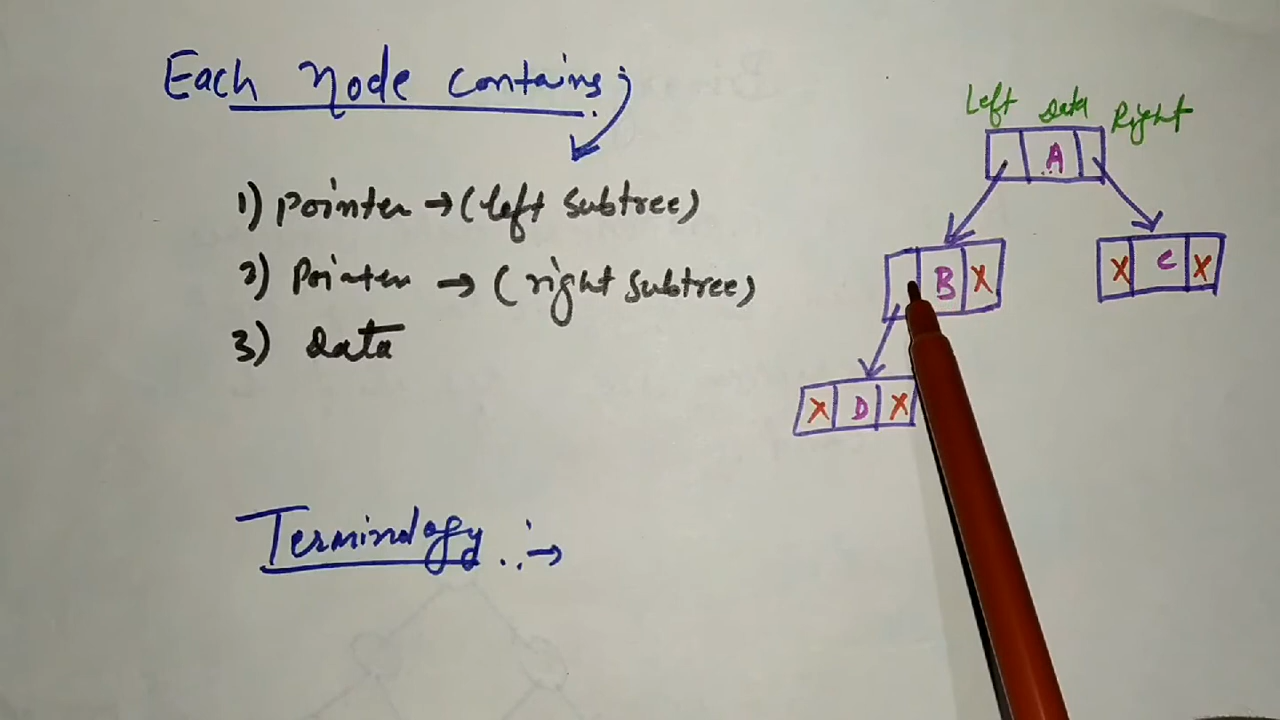 Each node contains;
1) pointer → (left subtree)
2) Pointer → (right subtree)
3) Data
Left Data Right
A
B X
X C X
X D X
Terminology :→